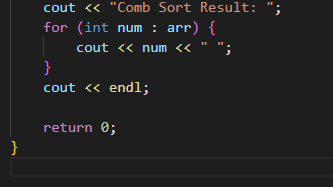 cout << "Comb Sort Result: ";
for (int num : arr) {
cout << num << " ";
}
cout << endl;
return 0;
}